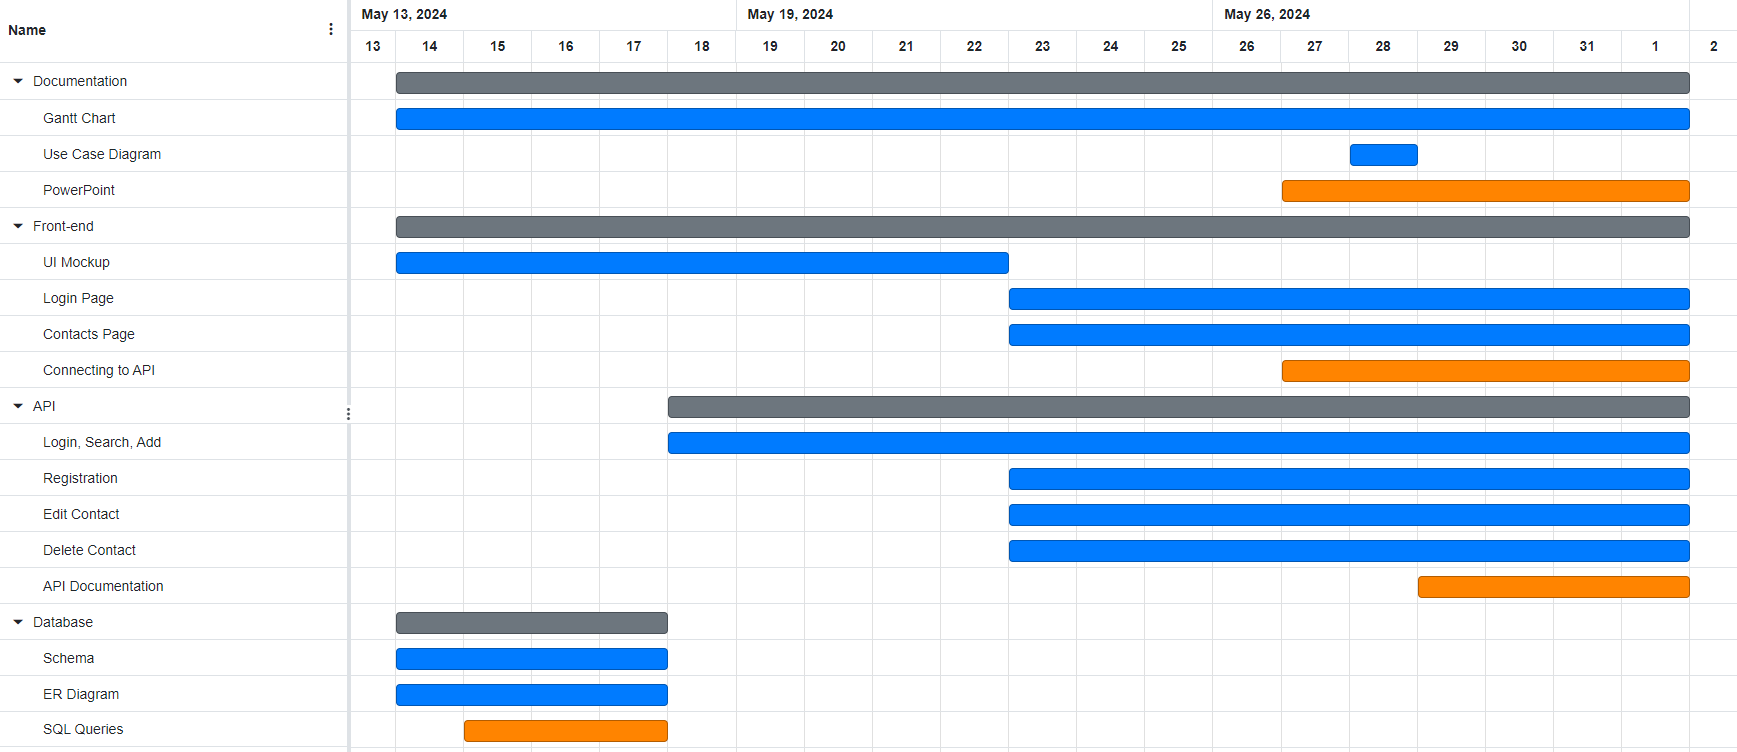 Name
May 13, 2024 May 19, 2024 May 26, 2024
13 14 15 16 17 18 19 20 21 22 23 24 25 26 27 28 29 30 31 1 2
Documentation
Gantt Chart
Use Case Diagram
PowerPoint
Front-end
UI Mockup
Login Page
Contacts Page
Connecting to API
API
Login, Search, Add
Registration
Edit Contact
Delete Contact
API Documentation
Database
Schema
ER Diagram
SQL Queries